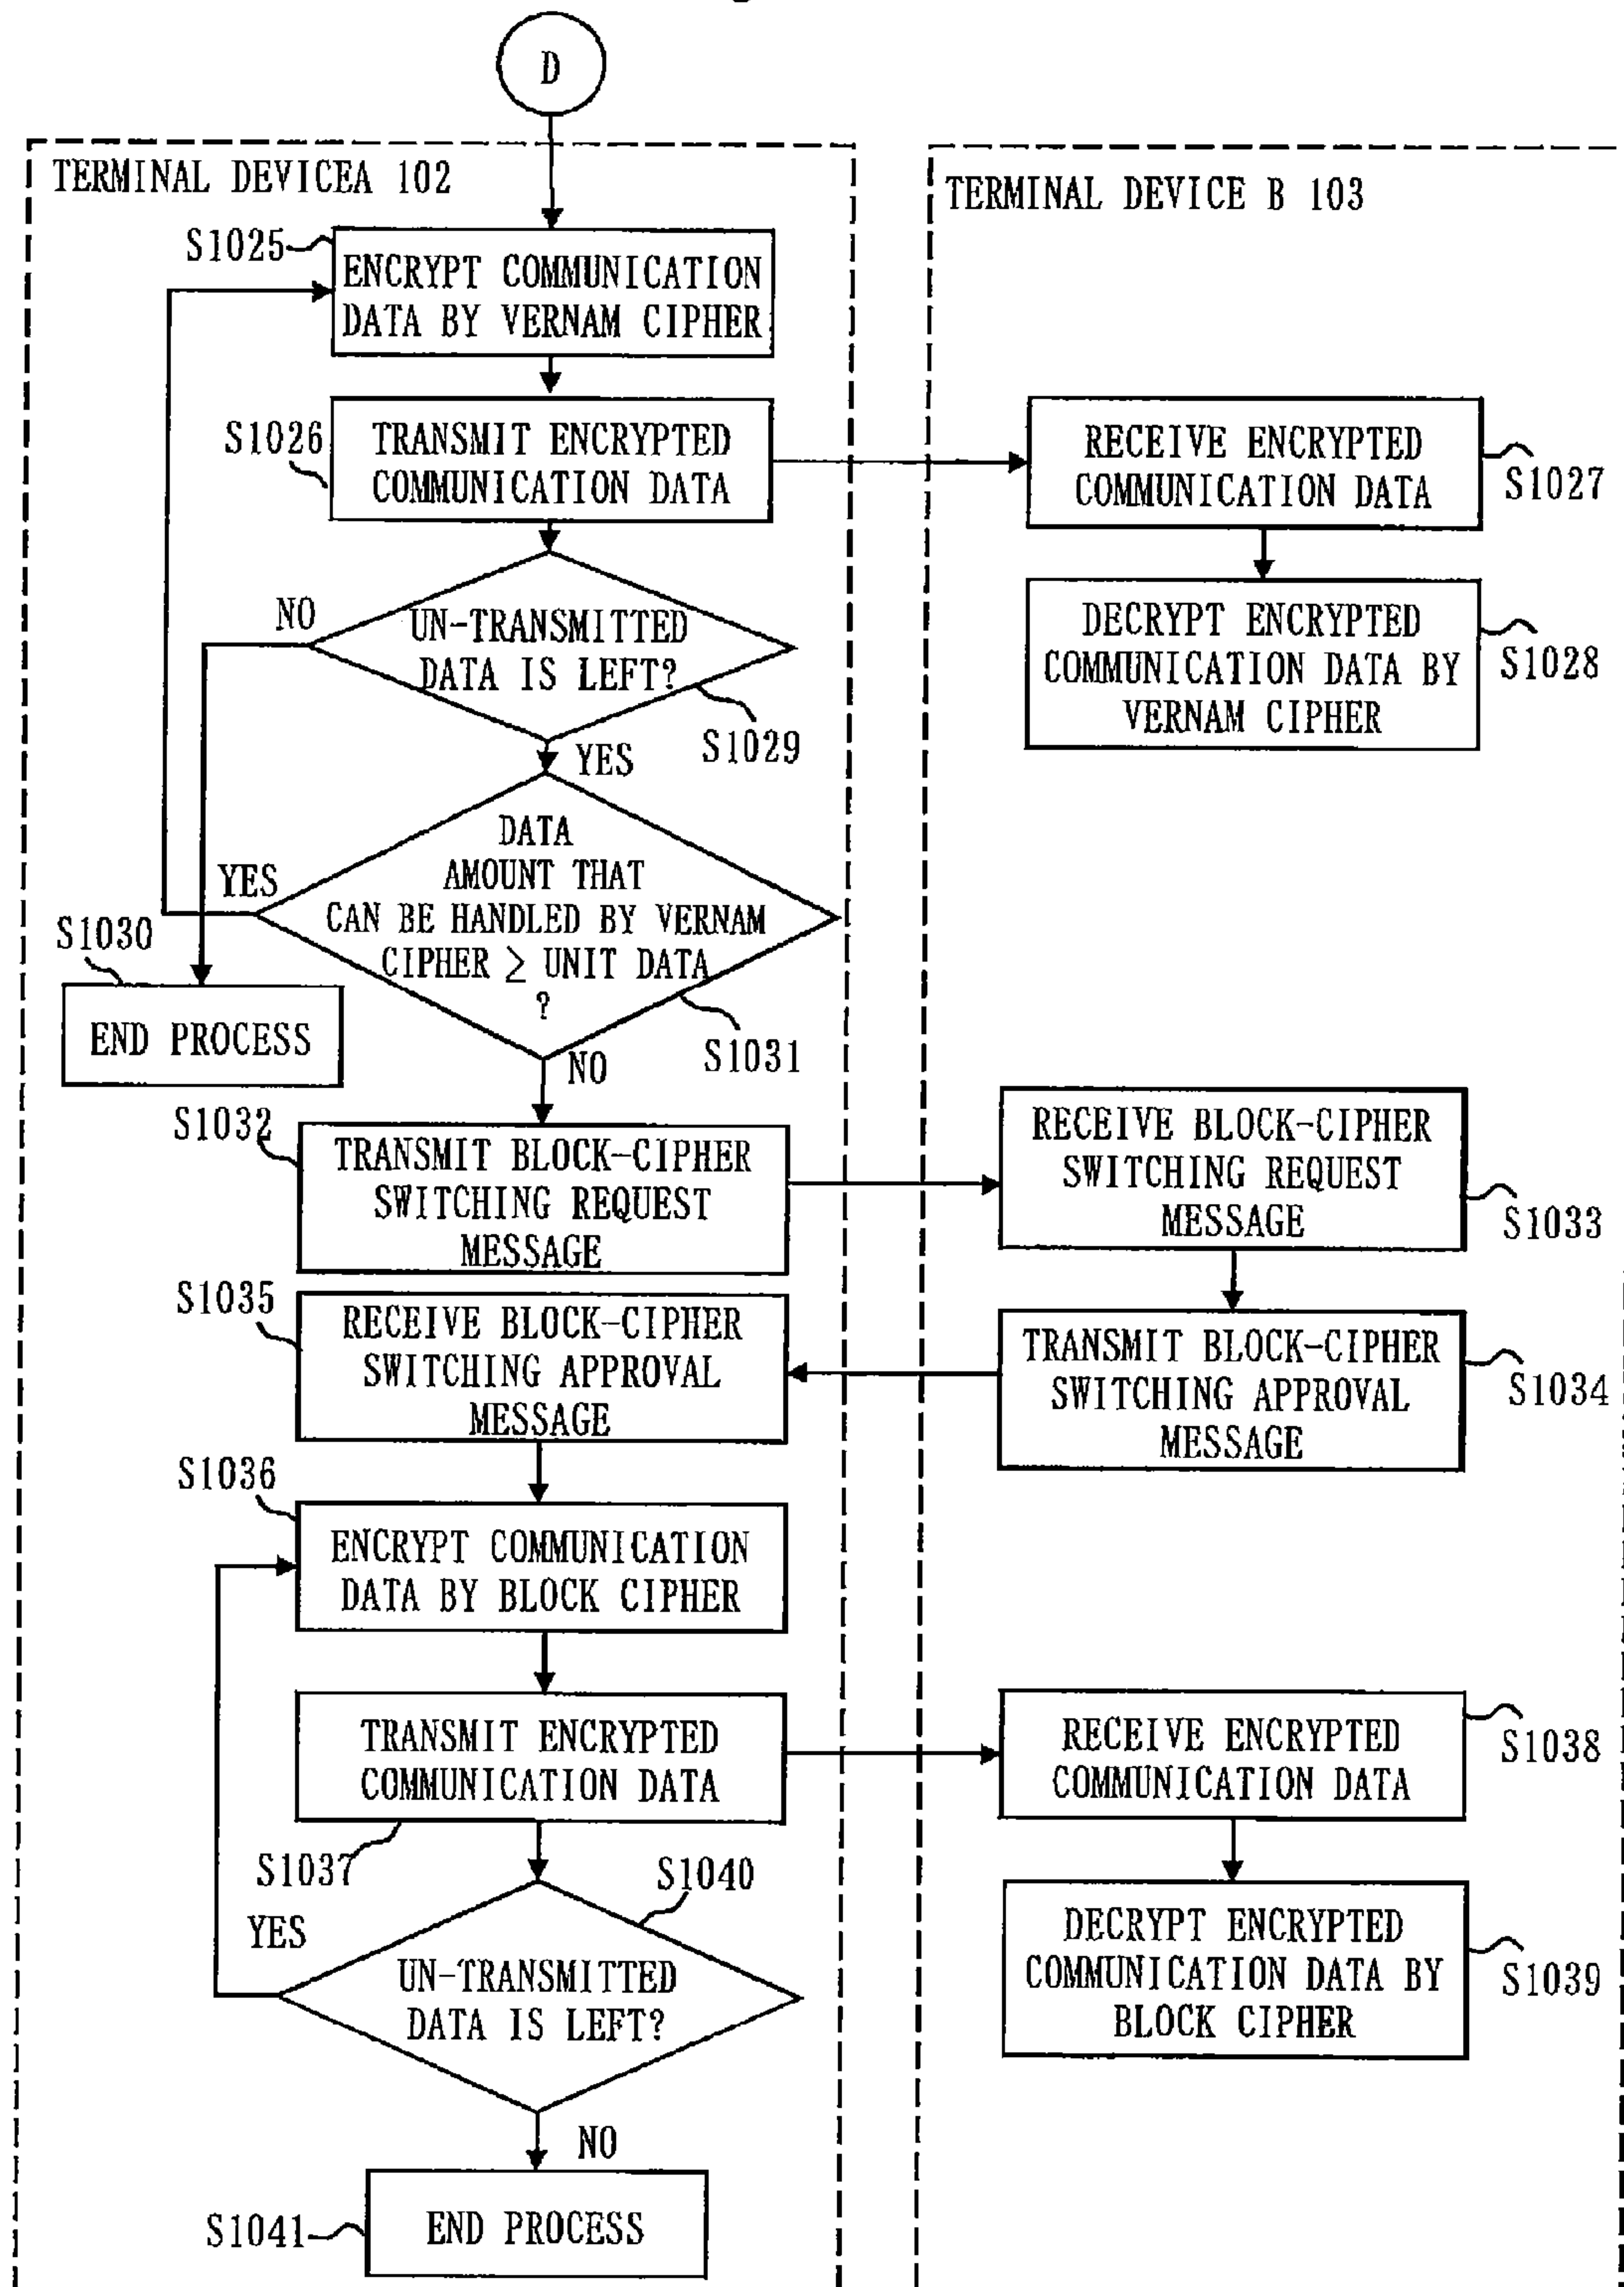 D
TERMINAL DEVICEA 102
TERMINAL DEVICE B 103
S1025
ENCRYPT COMMUNICATION
DATA BY VERNAM CIPHER
S1026
TRANSMIT ENCRYPTED
COMMUNICATION DATA
RECEIVE ENCRYPTED
COMMUNICATION DATA
S1027
DECRYPT ENCRYPTED
COMMUNICATION DATA BY
VERNAM CIPHER
S1028
NO
UN-TRANSMITTED
DATA IS LEFT?
S1029
YES
DATA
AMOUNT THAT
CAN BE HANDLED BY VERNAM
CIPHER ≥ UNIT DATA
?
YES
S1030
END PROCESS
S1031
NO
S1032
TRANSMIT BLOCK-CIPHER
SWITCHING REQUEST
MESSAGE
RECEIVE BLOCK-CIPHER
SWITCHING REQUEST
MESSAGE
S1033
S1035
RECEIVE BLOCK-CIPHER
SWITCHING APPROVAL
MESSAGE
TRANSMIT BLOCK-CIPHER
SWITCHING APPROVAL
MESSAGE
S1034
S1036
ENCRYPT COMMUNICATION
DATA BY BLOCK CIPHER
TRANSMIT ENCRYPTED
COMMUNICATION DATA
RECEIVE ENCRYPTED
COMMUNICATION DATA
S1038
S1037
S1040
YES
UN-TRANSMITTED
DATA IS LEFT?
DECRYPT ENCRYPTED
COMMUNICATION DATA BY
BLOCK CIPHER
S1039
NO
S1041
END PROCESS